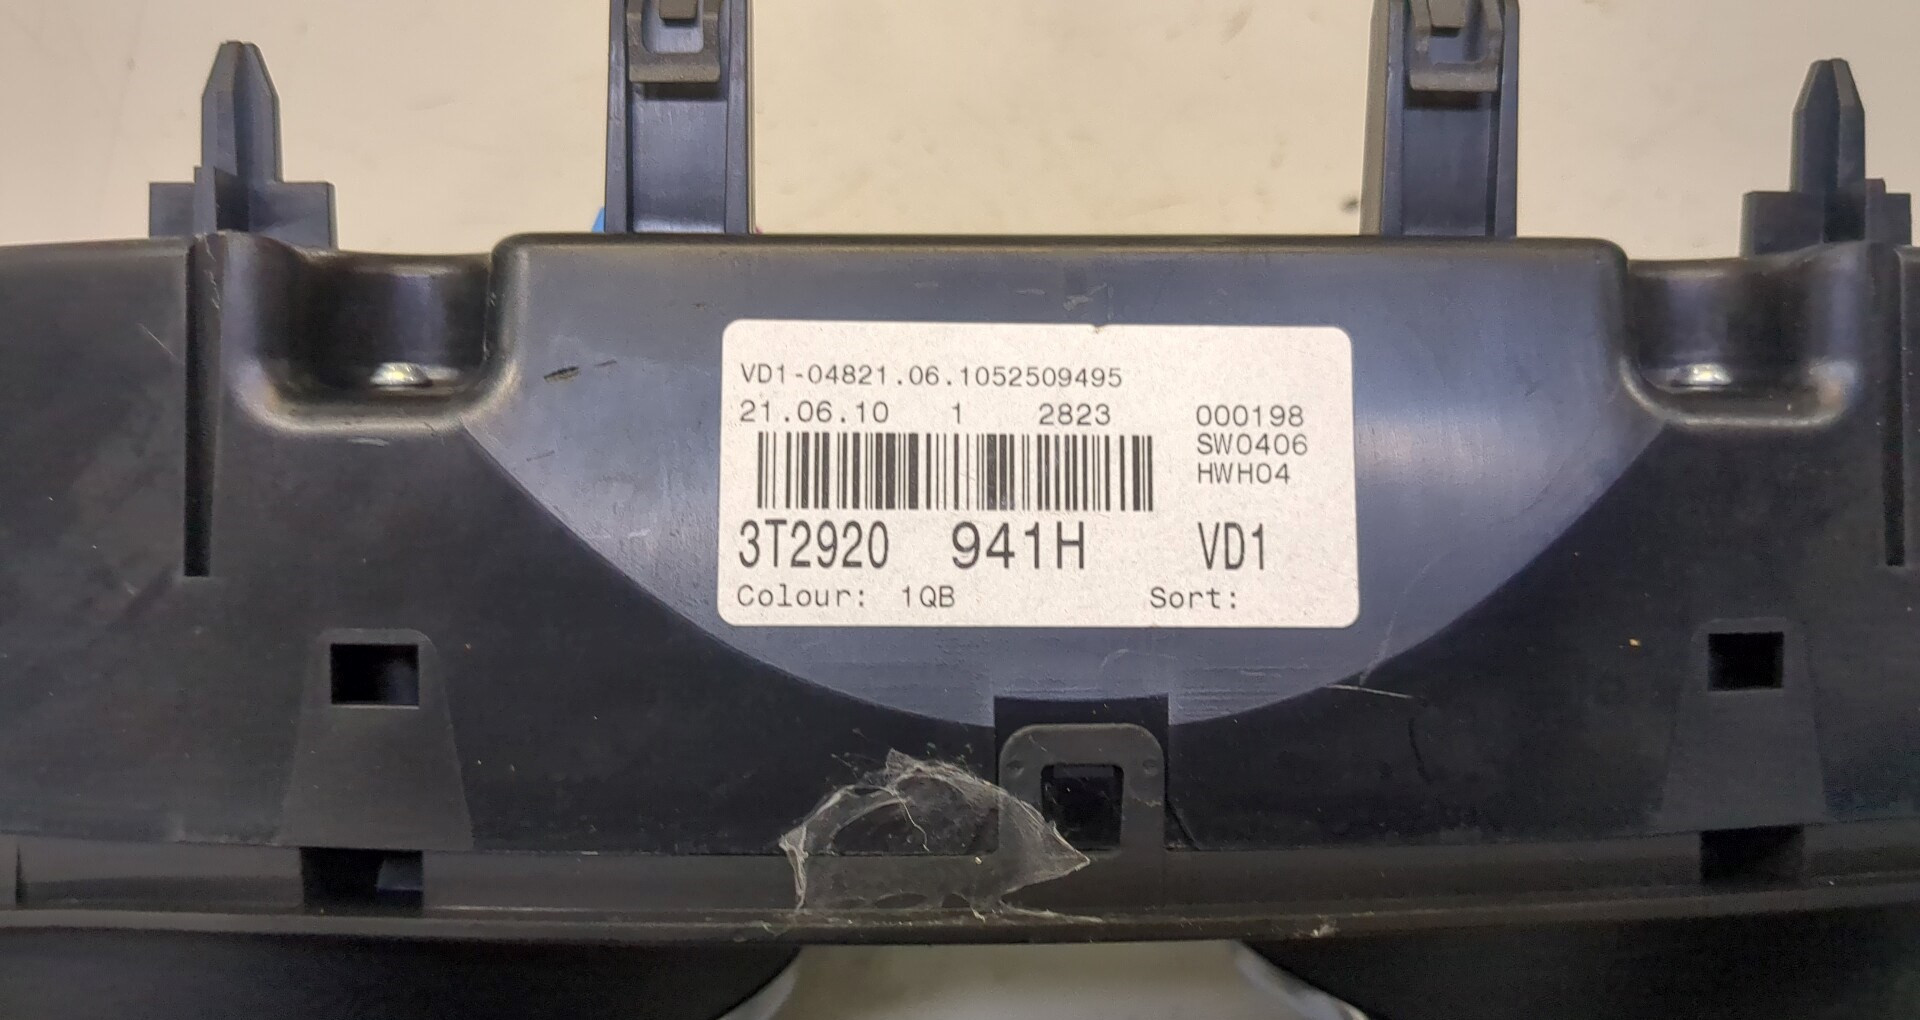 VD1-04821.06.1052509495
21.06.10 1 2823 000198
SW0406
HWH04
3T2920 941H VD1
Colour: 1QB Sort: